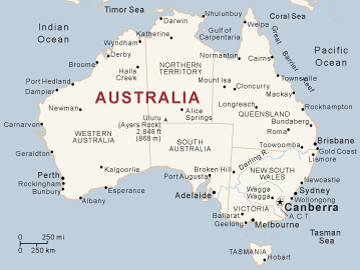 Timor Sea
Coral Sea
Indian
Ocean
Darwin
Nhulunbuy
Weipa
Katherine
Gulf of
Carpentaria
Wyndham
Derby
Broome
Halls
Creek
NORTHERN
TERRITORY
Normanton
Cairns
Great Barrier Reef
Pacific
Ocean
Port Hedland
Dampier
Mount Isa
Cloncurry
Townsville
Mackay
AUSTRALIA
Newman
Alice
Springs
Longreach
Rockhampton
QUEENSLAND
Carnarvon
Uluru
(Ayers Rock)
2,848 ft
(868 m)
Bundaberg
Roma
WESTERN
AUSTRALIA
SOUTH
AUSTRALIA
Toowoomba
Brisbane
Gold Coast
Lismore
Geraldton
Kalgoorlie
Broken Hill
Darling R.
Port Augusta
NEW SOUTH
WALES
Newcastle
Perth
Rockingham
Bunbury
Esperance
Albany
Adelaide
Wagga
Wagga
Sydney
Wollongong
Canberra
A.C.T.
VICTORIA
Ballarat
Geelong
Melbourne
Tasman
Sea
0 250 mi
0 250 km
TASMANIA
Hobart